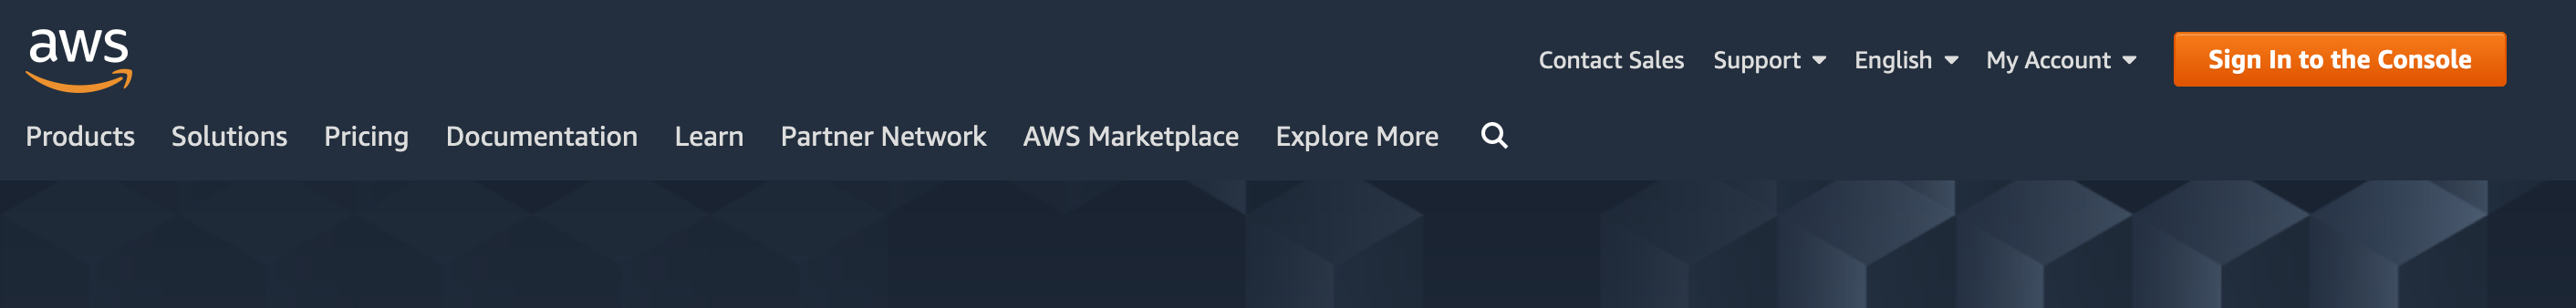 aws
Contact Sales Support English My Account Sign In to the Console
Products Solutions Pricing Documentation Learn Partner Network AWS Marketplace Explore More